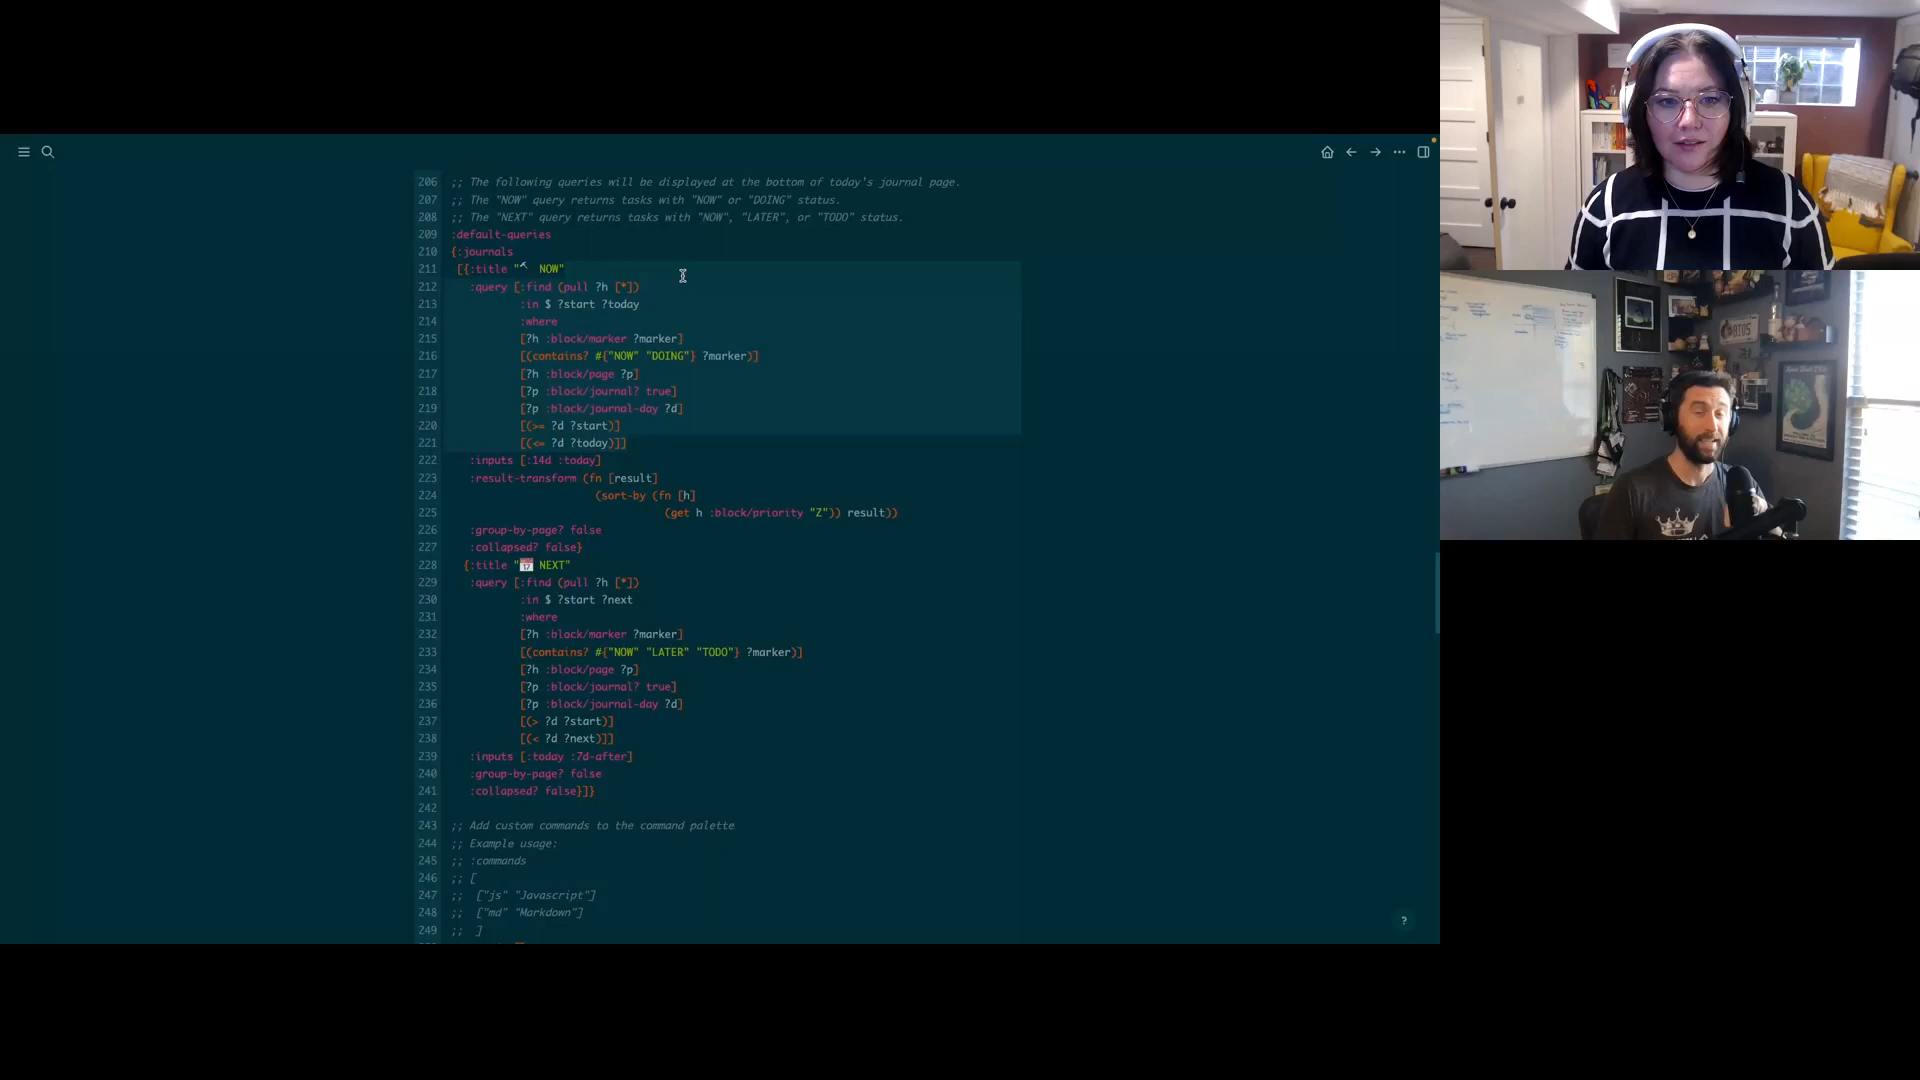 206 ;; The following queries will be displayed at the bottom of today's journal page.
207 ;; The "NOW" query returns tasks with "NOW" or "DOING" status.
208 ;; The "NEXT" query returns tasks with "NOW", "LATER", or "TODO" status.
209 :default-queries
210 {:journals
211 [{:title "🔨 NOW"
212 :query [:find (pull ?h [*])
213 :in $ ?start ?today
214 :where
215 [?h :block/marker ?marker]
216 [(contains? #{"NOW" "DOING"} ?marker)]
217 [?h :block/page ?p]
218 [?p :block/journal? true]
219 [?p :block/journal-day ?d]
220 [(>= ?d ?start)]
221 [(<= ?d ?today)]]
222 :inputs [:14d :today]
223 :result-transform (fn [result]
224 (sort-by (fn [h]
225 (get h :block/priority "Z")) result))
226 :group-by-page? false
227 :collapsed? false}
228 {:title "📅 NEXT"
229 :query [:find (pull ?h [*])
230 :in $ ?start ?next
231 :where
232 [?h :block/marker ?marker]
233 [(contains? #{"NOW" "LATER" "TODO"} ?marker)]
234 [?h :block/page ?p]
235 [?p :block/journal? true]
236 [?p :block/journal-day ?d]
237 [(> ?d ?start)]
238 [(< ?d ?next)]]
239 :inputs [:today :7d-after]
240 :group-by-page? false
241 :collapsed? false}]}
242
243 ;; Add custom commands to the command palette
244 ;; Example usage:
245 ;; :commands
246 ;; [
247 ;; ["js" "Javascript"]
248 ;; ["md" "Markdown"]
249 ;; ]
?